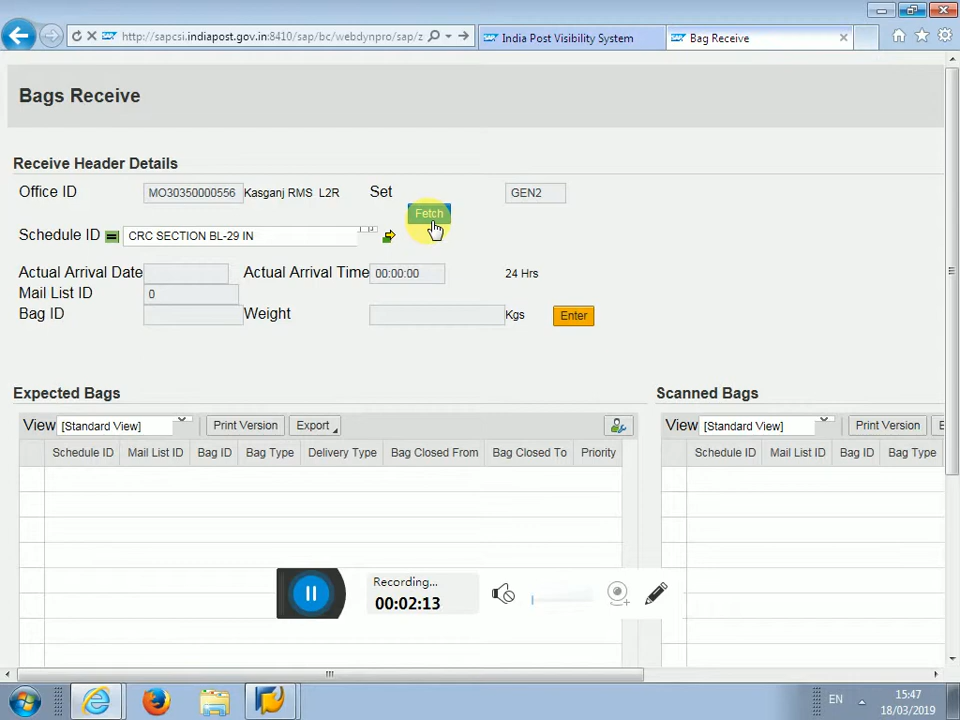 http://sapcsi.indiapost.gov.in:8410/sap/bc/webdynpro/sap/z
India Post Visibility System
Bag Receive
Bags Receive
Receive Header Details
Office ID MO30350000556 Kasganj RMS L2R Set GEN2
Fetch
Schedule ID CRC SECTION BL-29 IN
Actual Arrival Date Actual Arrival Time 00:00:00 24 Hrs
Mail List ID 0
Bag ID Weight Kgs Enter
Expected Bags Scanned Bags
View [Standard View] Print Version Export View [Standard View] Print Version E
Schedule ID Mail List ID Bag ID Bag Type Delivery Type Bag Closed From Bag Closed To Priority Schedule ID Mail List ID Bag ID Bag Type
Recording...
00:02:13
EN 15:47
18/03/2019